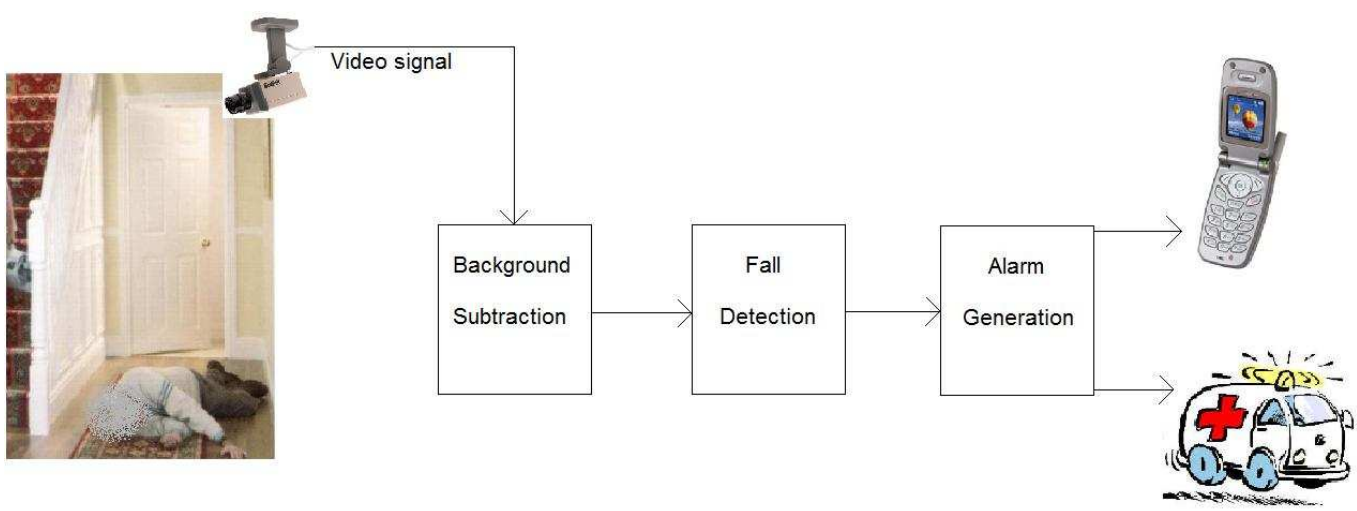 Video signal
Background
Subtraction
Fall
Detection
Alarm
Generation